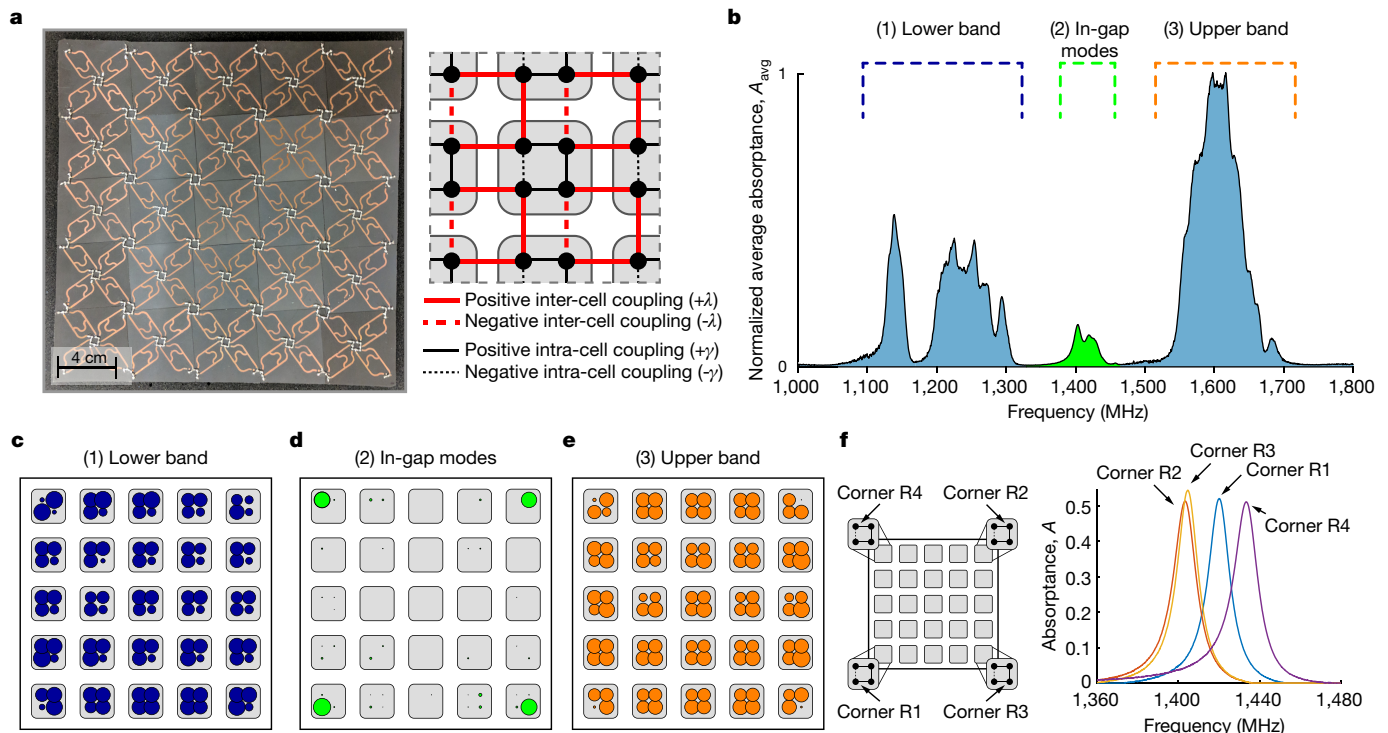 a
4 cm
Positive inter-cell coupling (+λ)
Negative inter-cell coupling (-λ)
Positive intra-cell coupling (+γ)
Negative intra-cell coupling (-γ)
b
(1) Lower band
(2) In-gap
modes
(3) Upper band
Normalized average absorptance, Aavg
1
0
1,000
1,100
1,200
1,300
1,400
1,500
1,600
1,700
1,800
Frequency (MHz)
c
(1) Lower band
d
(2) In-gap modes
e
(3) Upper band
f
Corner R4
Corner R2
Corner R1
Corner R3
Corner R3
Corner R2
Corner R1
Corner R4
Absorptance, A
0.5
0.4
0.3
0.2
0.1
0
1,360
1,400
1,440
1,480
Frequency (MHz)